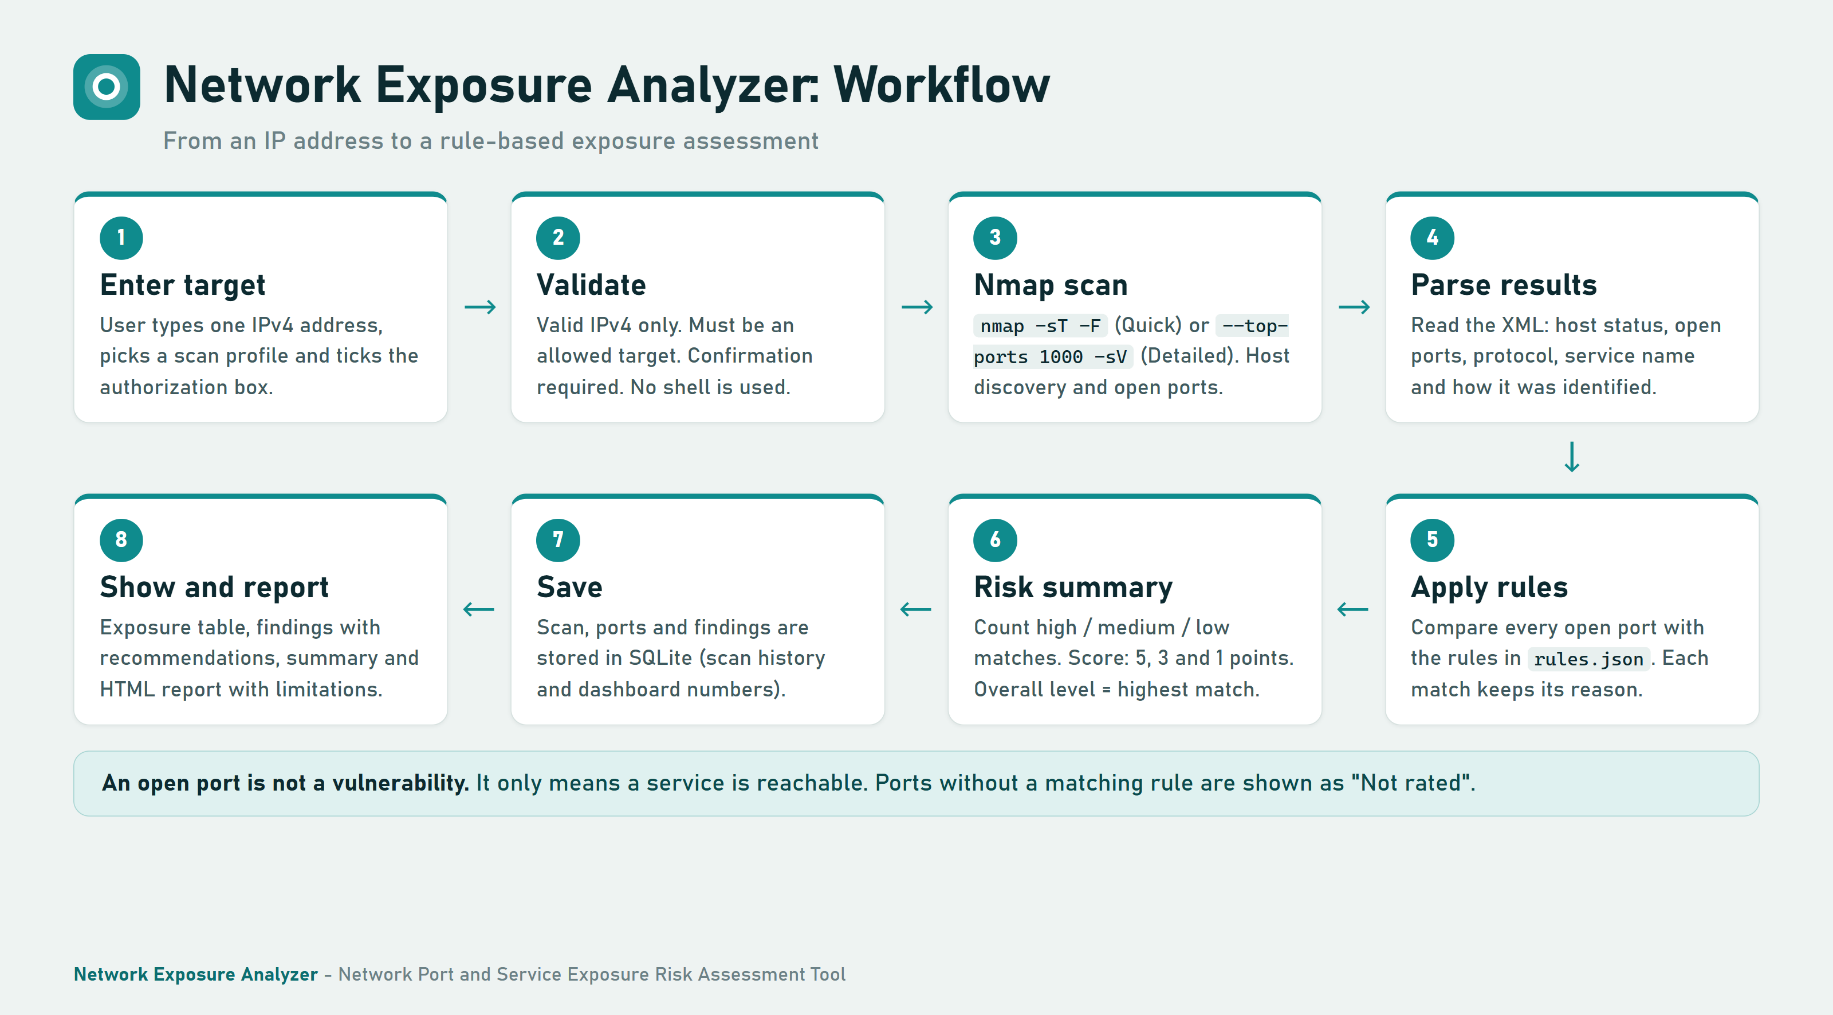 Network Exposure Analyzer: Workflow
From an IP address to a rule-based exposure assessment
1
Enter target
User types one IPv4 address,
picks a scan profile and ticks the
authorization box.
→
2
Validate
Valid IPv4 only. Must be an
allowed target. Confirmation
required. No shell is used.
→
3
Nmap scan
nmap -sT -F (Quick) or --top-
ports 1000 -sV (Detailed). Host
discovery and open ports.
→
4
Parse results
Read the XML: host status, open
ports, protocol, service name
and how it was identified.
↓
5
Apply rules
Compare every open port with
the rules in rules.json. Each
match keeps its reason.
←
6
Risk summary
Count high / medium / low
matches. Score: 5, 3 and 1 points.
Overall level = highest match.
←
7
Save
Scan, ports and findings are
stored in SQLite (scan history
and dashboard numbers).
←
8
Show and report
Exposure table, findings with
recommendations, summary and
HTML report with limitations.
An open port is not a vulnerability. It only means a service is reachable. Ports without a matching rule are shown as "Not rated".
Network Exposure Analyzer - Network Port and Service Exposure Risk Assessment Tool